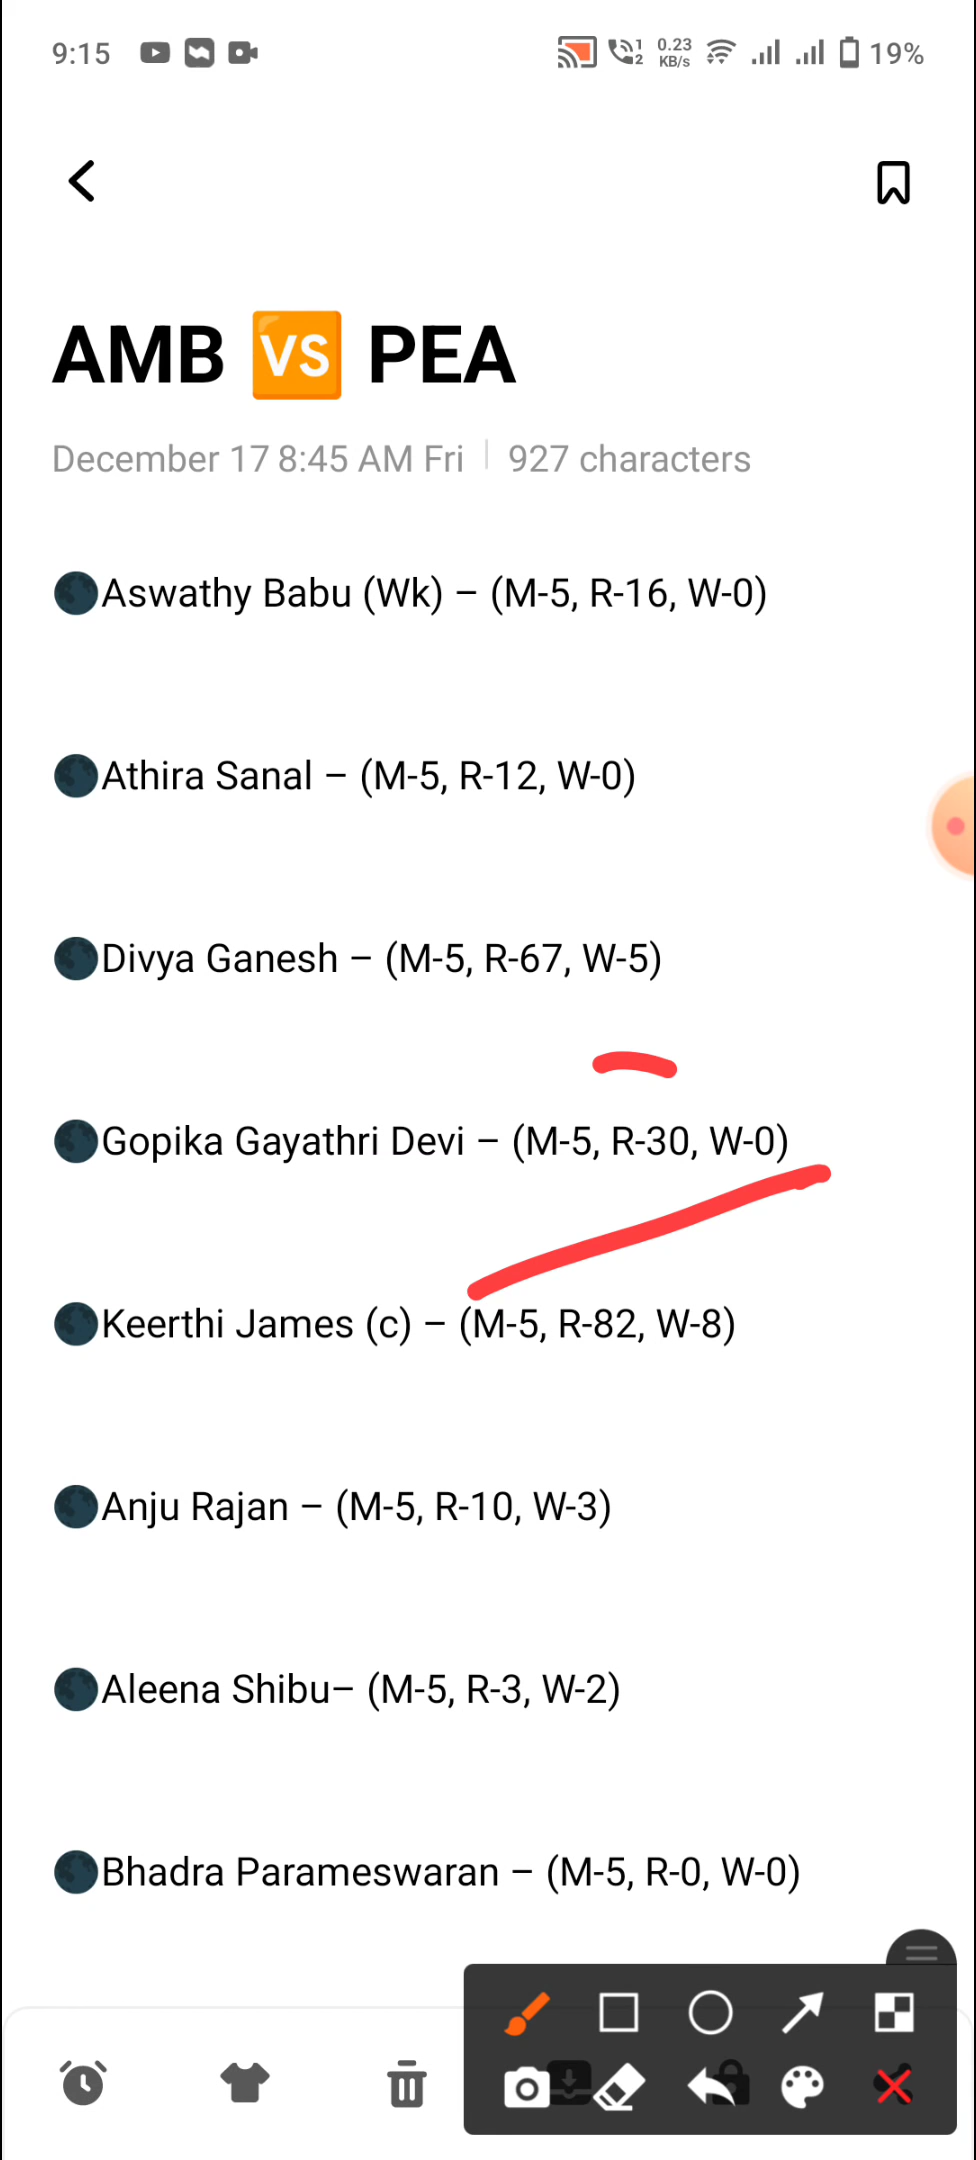 9:15
1
2
0.23
KB/s
19%
AMB 🆚 PEA
December 17 8:45 AM Fri | 927 characters
🌑Aswathy Babu (Wk) – (M-5, R-16, W-0)
🌑Athira Sanal – (M-5, R-12, W-0)
🌑Divya Ganesh – (M-5, R-67, W-5)
🌑Gopika Gayathri Devi – (M-5, R-30, W-0)
🌑Keerthi James (c) – (M-5, R-82, W-8)
🌑Anju Rajan – (M-5, R-10, W-3)
🌑Aleena Shibu– (M-5, R-3, W-2)
🌑Bhadra Parameswaran – (M-5, R-0, W-0)